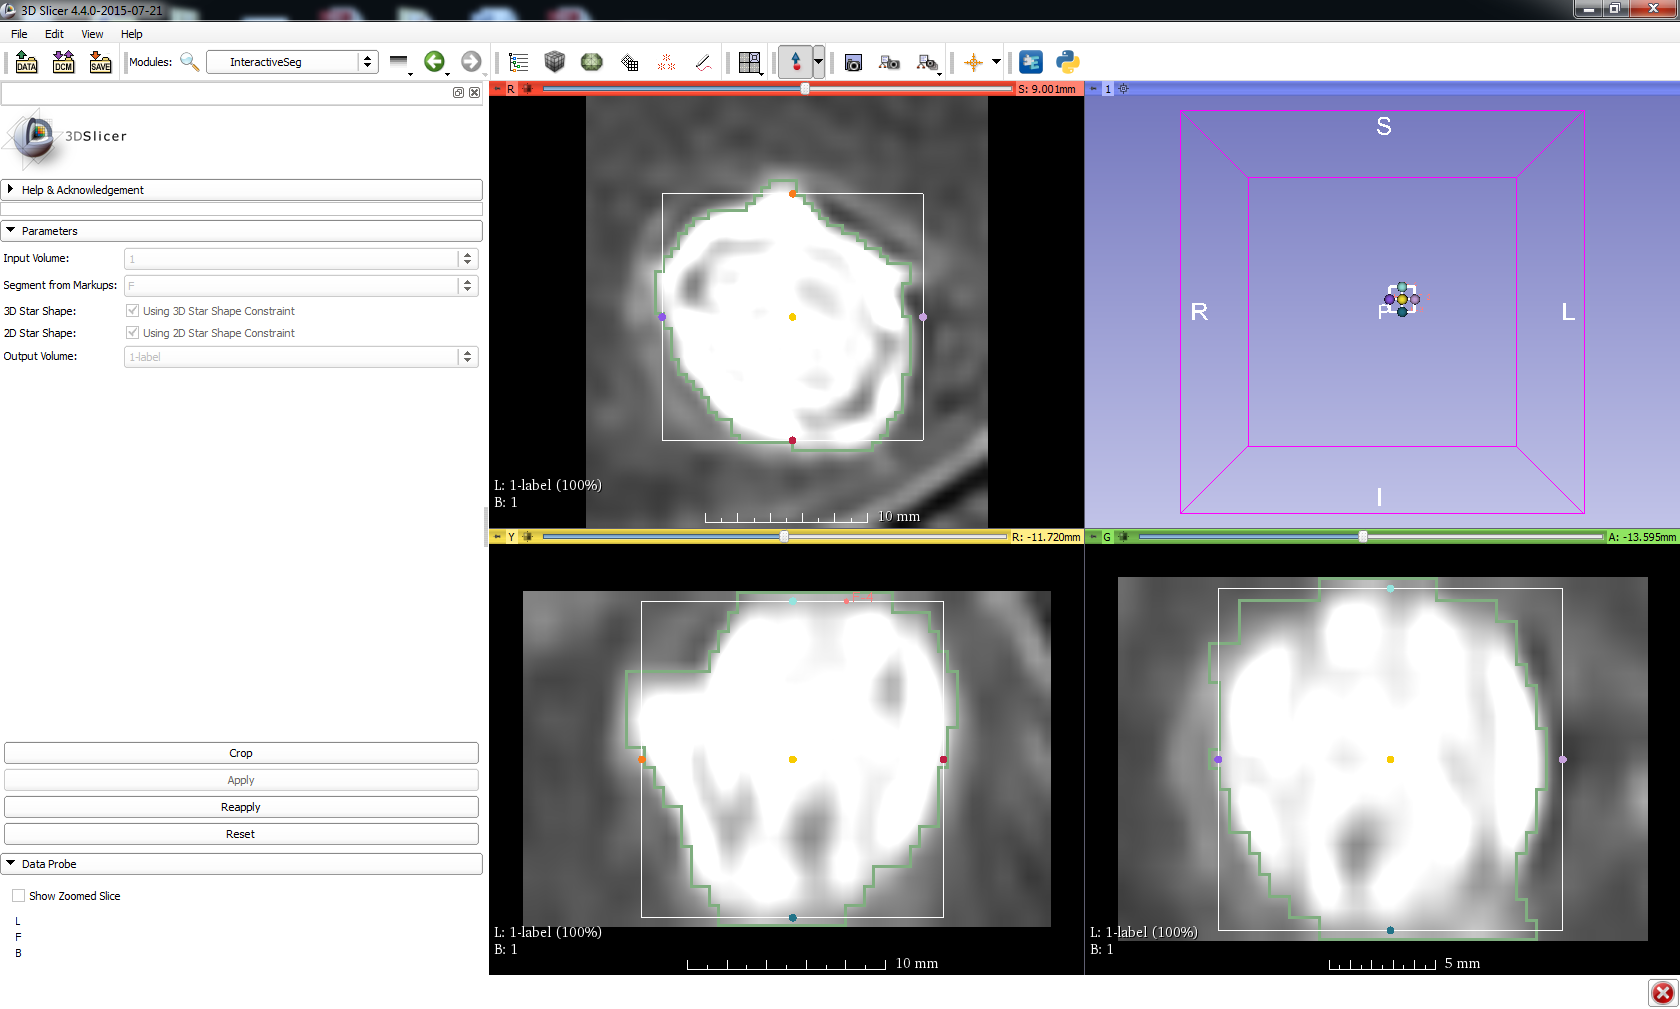 3D Slicer 4.4.0-2015-07-21
File Edit View Help
DATA DCM SAVE Modules: InteractiveSeg
R S: 9.001mm
1
3DSlicer
Help & Acknowledgement
Parameters
Input Volume: 1
Segment from Markups: F
3D Star Shape: Using 3D Star Shape Constraint
2D Star Shape: Using 2D Star Shape Constraint
Output Volume: 1-label
S
R
P
L
I
L: 1-label (100%)
B: 1
10 mm
Y R: -11.720mm
G A: -13.595mm
Crop
Apply
Reapply
Reset
Data Probe
Show Zoomed Slice
L
F
B
L: 1-label (100%)
B: 1
10 mm
L: 1-label (100%)
B: 1
5 mm